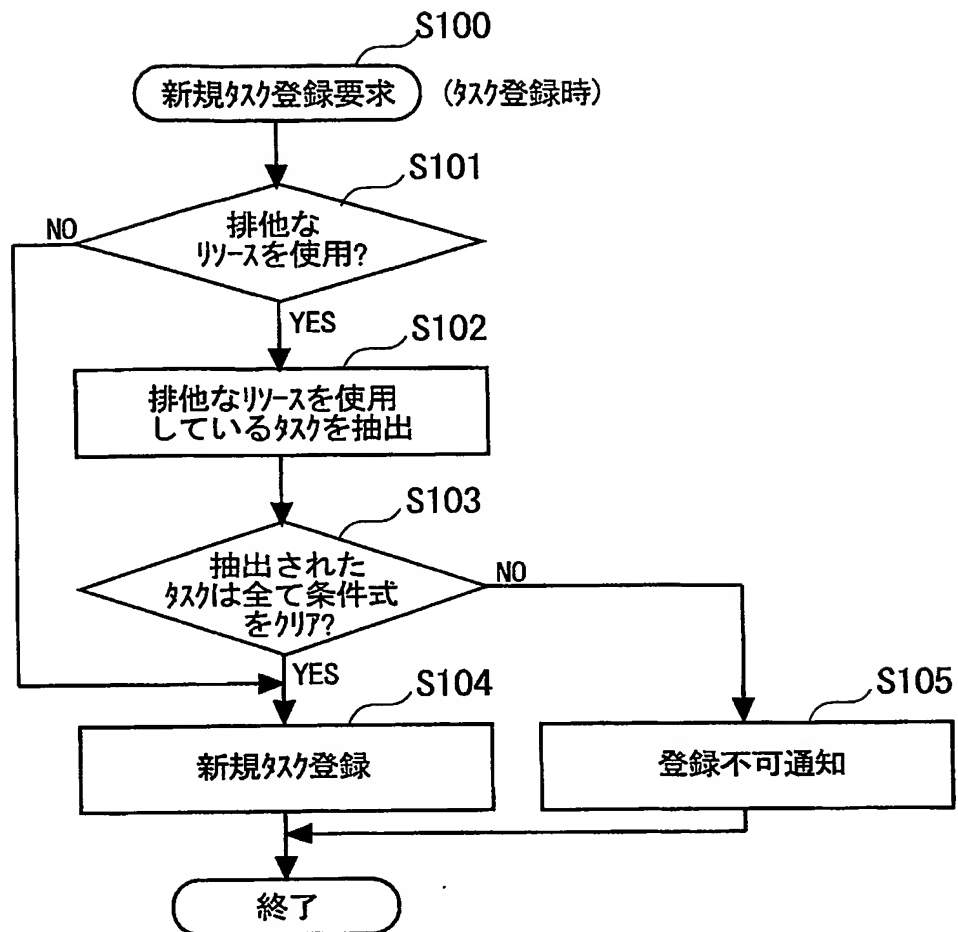 S100
新規ﾀｽｸ登録要求 (ﾀｽｸ登録時)
S101
NO
排他な
ﾘｿｰｽを使用?
YES
S102
排他なﾘｿｰｽを使用
しているﾀｽｸを抽出
S103
抽出された
ﾀｽｸは全て条件式
をｸﾘｱ?
NO
YES
S104
新規ﾀｽｸ登録
S105
登録不可通知
終了